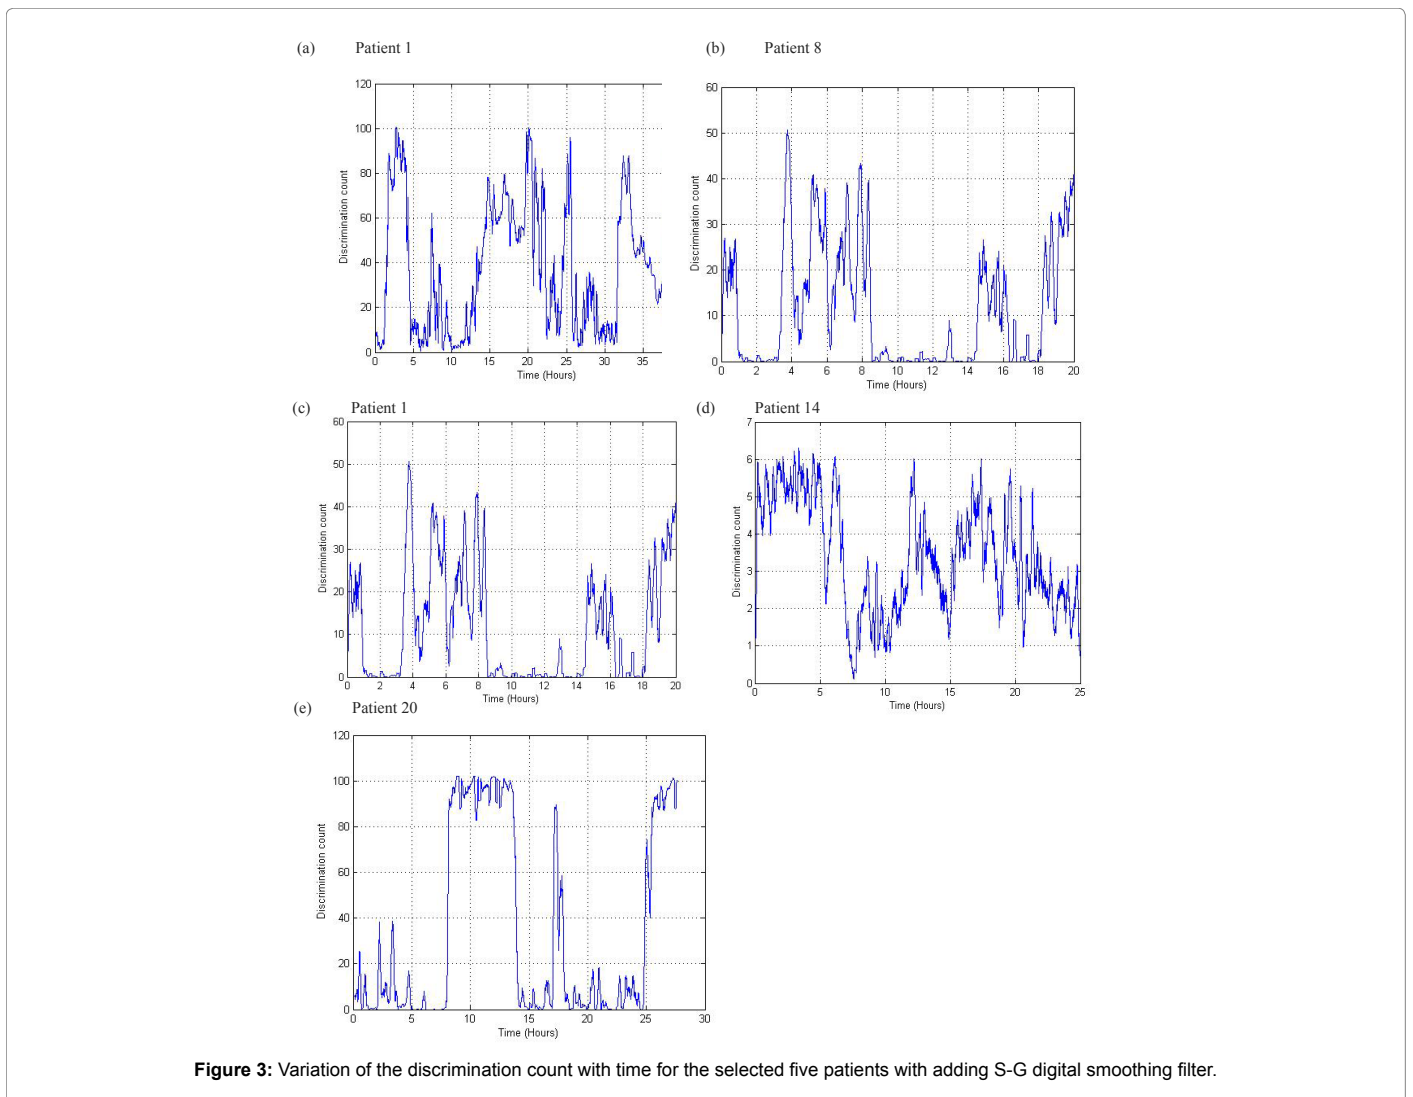 (a) Patient 1
120
100
80
60
40
20
0
Discrimination count
0 5 10 15 20 25 30 35
Time (Hours)
(b) Patient 8
60
50
40
30
20
10
0
Discrimination count
0 2 4 6 8 10 12 14 16 18 20
Time (Hours)
(c) Patient 1
60
50
40
30
20
10
0
Discrimination count
0 2 4 6 8 10 12 14 16 18 20
Time (Hours)
(d) Patient 14
7
6
5
4
3
2
1
0
Discrimination count
0 5 10 15 20 25
Time (Hours)
(e) Patient 20
120
100
80
60
40
20
0
Discrimination count
0 5 10 15 20 25 30
Time (Hours)
Figure 3: Variation of the discrimination count with time for the selected five patients with adding S-G digital smoothing filter.